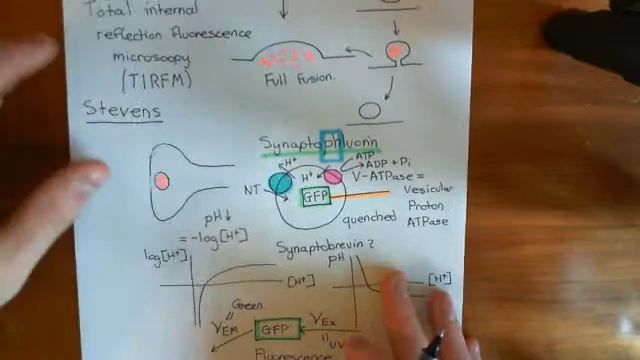 Total internal
reflection fluorescence
microscopy
(TIRFM)
Full fusion.
Stevens
Synaptophluorin
H+
ATP
ADP + Pi
H+
V-ATPase =
NT
GFP
Vesicular
Proton
ATPase
quenched
pH↓
= -log[H+]
Synaptobrevin 2
log[H+]
[H+]
pH
[H+]
Green
"
VEM
GFP
VEx
"UV
Fluorescence